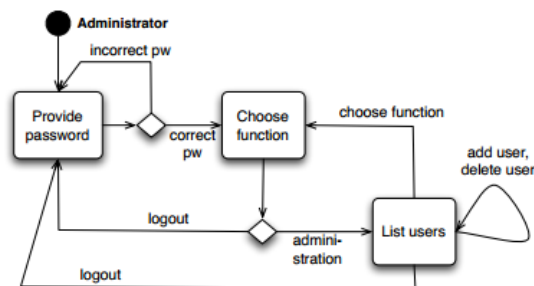 Administrator
incorrect pw
Provide
password
correct
pw
Choose
function
choose function
add user,
delete user
logout
admini-
stration
List users
logout